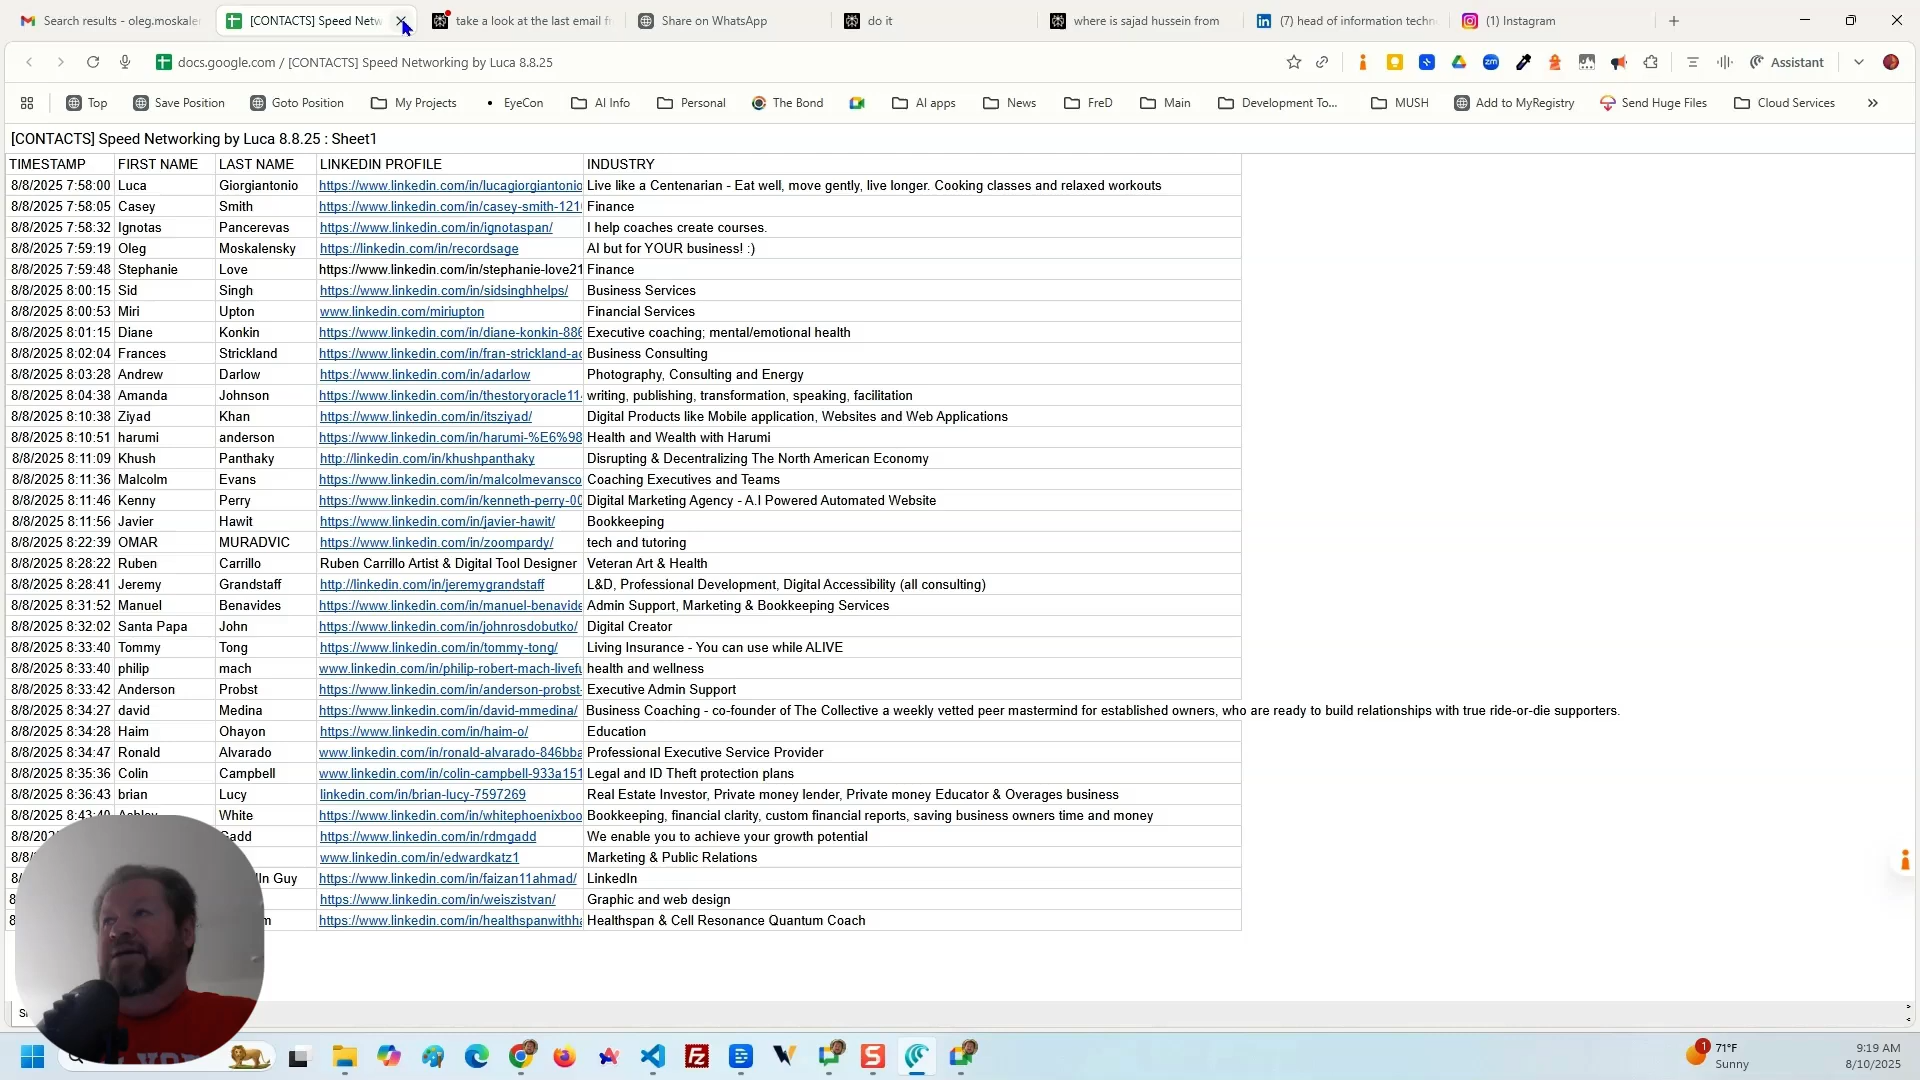 Search results - oleg.moskaler
[CONTACTS] Speed Netw
take a look at the last email fr
Share on WhatsApp
do it
where is sajad hussein from
(7) head of information techn
(1) Instagram
docs.google.com / [CONTACTS] Speed Networking by Luca 8.8.25
zm
Assistant
Top
Save Position
Goto Position
My Projects
EyeCon
AI Info
Personal
The Bond
AI apps
News
FreD
Main
Development To...
MUSH
Add to MyRegistry
Send Huge Files
Cloud Services
[CONTACTS] Speed Networking by Luca 8.8.25 : Sheet1
TIMESTAMP FIRST NAME LAST NAME LINKEDIN PROFILE INDUSTRY
8/8/2025 7:58:00 Luca Giorgiantonio https://www.linkedin.com/in/lucagiorgiantonio Live like a Centenarian - Eat well, move gently, live longer. Cooking classes and relaxed workouts
8/8/2025 7:58:05 Casey Smith https://www.linkedin.com/in/casey-smith-121 Finance
8/8/2025 7:58:32 Ignotas Pancerevas https://www.linkedin.com/in/ignotaspan/ I help coaches create courses.
8/8/2025 7:59:19 Oleg Moskalensky https://linkedin.com/in/recordsage AI but for YOUR business! :)
8/8/2025 7:59:48 Stephanie Love https://www.linkedin.com/in/stephanie-love21 Finance
8/8/2025 8:00:15 Sid Singh https://www.linkedin.com/in/sidsinghhelps/ Business Services
8/8/2025 8:00:53 Miri Upton www.linkedin.com/miriupton Financial Services
8/8/2025 8:01:15 Diane Konkin https://www.linkedin.com/in/diane-konkin-886 Executive coaching; mental/emotional health
8/8/2025 8:02:04 Frances Strickland https://www.linkedin.com/in/fran-strickland-ac Business Consulting
8/8/2025 8:03:28 Andrew Darlow https://www.linkedin.com/in/adarlow Photography, Consulting and Energy
8/8/2025 8:04:38 Amanda Johnson https://www.linkedin.com/in/thestoryoracle11 writing, publishing, transformation, speaking, facilitation
8/8/2025 8:10:38 Ziyad Khan https://www.linkedin.com/in/itsziyad/ Digital Products like Mobile application, Websites and Web Applications
8/8/2025 8:10:51 harumi anderson https://www.linkedin.com/in/harumi-%E6%98 Health and Wealth with Harumi
8/8/2025 8:11:09 Khush Panthaky http://linkedin.com/in/khushpanthaky Disrupting & Decentralizing The North American Economy
8/8/2025 8:11:36 Malcolm Evans https://www.linkedin.com/in/malcolmevansco Coaching Executives and Teams
8/8/2025 8:11:46 Kenny Perry https://www.linkedin.com/in/kenneth-perry-00 Digital Marketing Agency - A.I Powered Automated Website
8/8/2025 8:11:56 Javier Hawit https://www.linkedin.com/in/javier-hawit/ Bookkeeping
8/8/2025 8:22:39 OMAR MURADVIC https://www.linkedin.com/in/zoompardy/ tech and tutoring
8/8/2025 8:28:22 Ruben Carrillo Ruben Carrillo Artist & Digital Tool Designer Veteran Art & Health
8/8/2025 8:28:41 Jeremy Grandstaff http://linkedin.com/in/jeremygrandstaff L&D, Professional Development, Digital Accessibility (all consulting)
8/8/2025 8:31:52 Manuel Benavides https://www.linkedin.com/in/manuel-benavide Admin Support, Marketing & Bookkeeping Services
8/8/2025 8:32:02 Santa Papa John https://www.linkedin.com/in/johnrosdobutko/ Digital Creator
8/8/2025 8:33:40 Tommy Tong https://www.linkedin.com/in/tommy-tong/ Living Insurance - You can use while ALIVE
8/8/2025 8:33:40 philip mach www.linkedin.com/in/philip-robert-mach-livefu health and wellness
8/8/2025 8:33:42 Anderson Probst https://www.linkedin.com/in/anderson-probst- Executive Admin Support
8/8/2025 8:34:27 david Medina https://www.linkedin.com/in/david-mmedina/ Business Coaching - co-founder of The Collective a weekly vetted peer mastermind for established owners, who are ready to build relationships with true ride-or-die supporters.
8/8/2025 8:34:28 Haim Ohayon https://www.linkedin.com/in/haim-o/ Education
8/8/2025 8:34:47 Ronald Alvarado www.linkedin.com/in/ronald-alvarado-846bba Professional Executive Service Provider
8/8/2025 8:35:36 Colin Campbell www.linkedin.com/in/colin-campbell-933a151 Legal and ID Theft protection plans
8/8/2025 8:36:43 brian Lucy linkedin.com/in/brian-lucy-7597269 Real Estate Investor, Private money lender, Private money Educator & Overages business
8/8/2025 8:43:40 Ashley White https://www.linkedin.com/in/whitephoenixboo Bookkeeping, financial clarity, custom financial reports, saving business owners time and money
8/8/202 Gadd https://www.linkedin.com/in/rdmgadd We enable you to achieve your growth potential
8/8/ www.linkedin.com/in/edwardkatz1 Marketing & Public Relations
8/ In Guy https://www.linkedin.com/in/faizan11ahmad/ LinkedIn
8 https://www.linkedin.com/in/weiszistvan/ Graphic and web design
8 m https://www.linkedin.com/in/healthspanwithha Healthspan & Cell Resonance Quantum Coach
1
71°F
Sunny
9:19 AM
8/10/2025